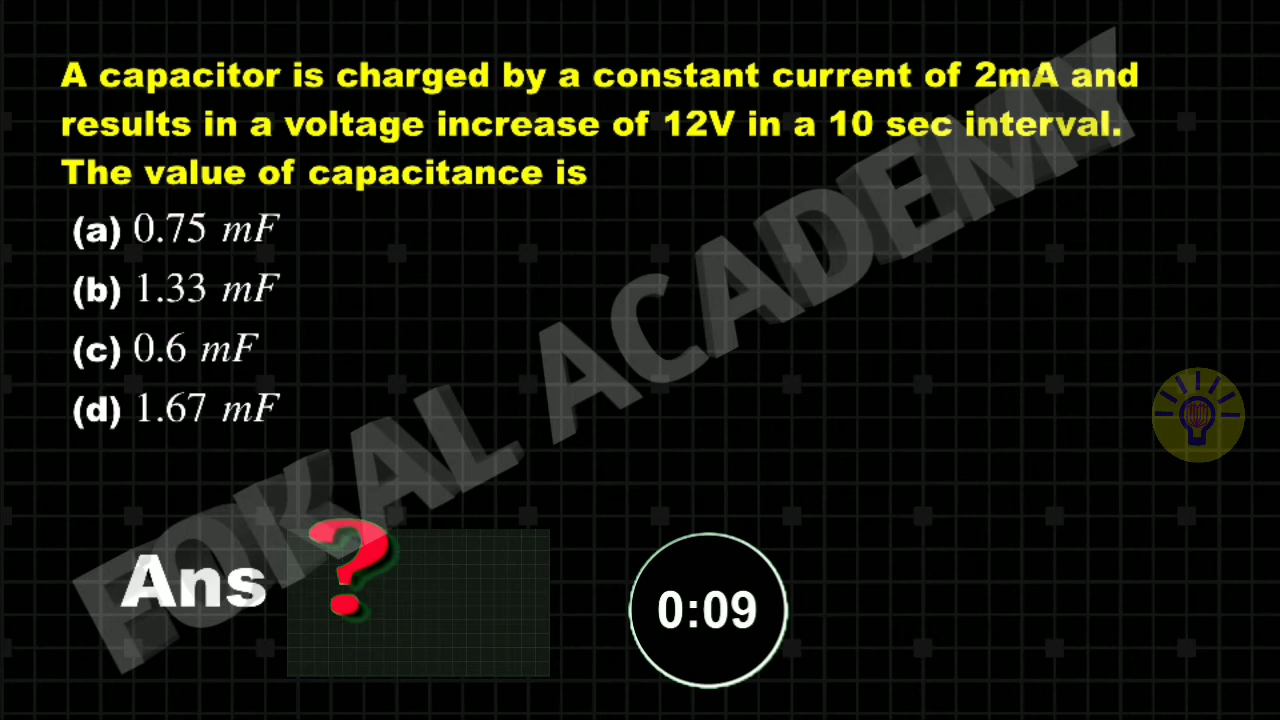 A capacitor is charged by a constant current of 2mA and
results in a voltage increase of 12V in a 10 sec interval.
The value of capacitance is
(a) 0.75 mF
(b) 1.33 mF
(c) 0.6 mF
(d) 1.67 mF
FOKAL ACADEMY
Ans ?
0:09